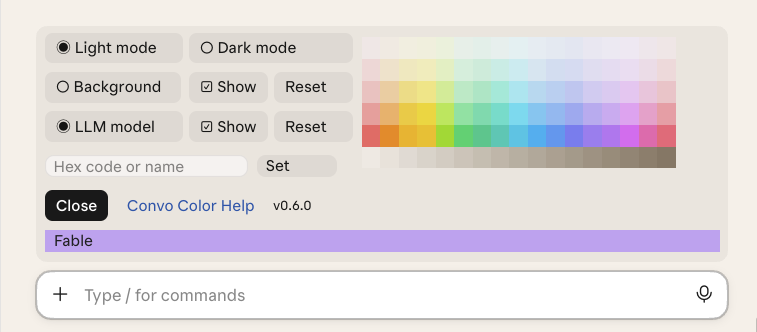 Light mode Dark mode
Background Show Reset
LLM model Show Reset
Hex code or name Set
Close Convo Color Help v0.6.0
Fable
Type / for commands